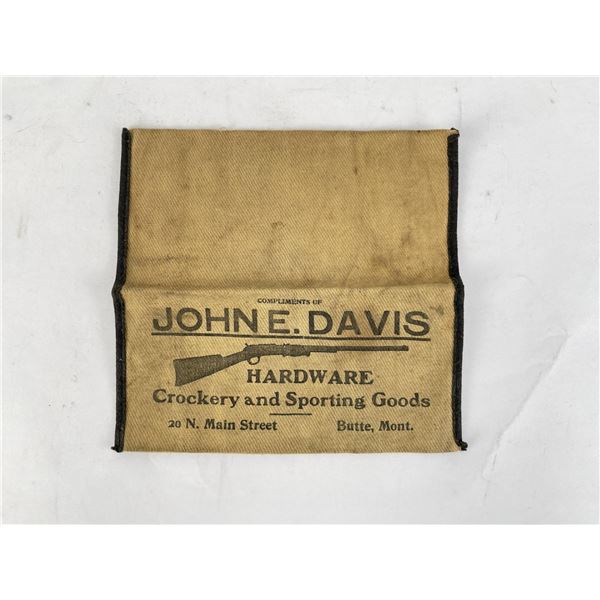 COMPLIMENTS OF
JOHN E. DAVIS
HARDWARE
Crockery and Sporting Goods
20 N. Main Street Butte, Mont.